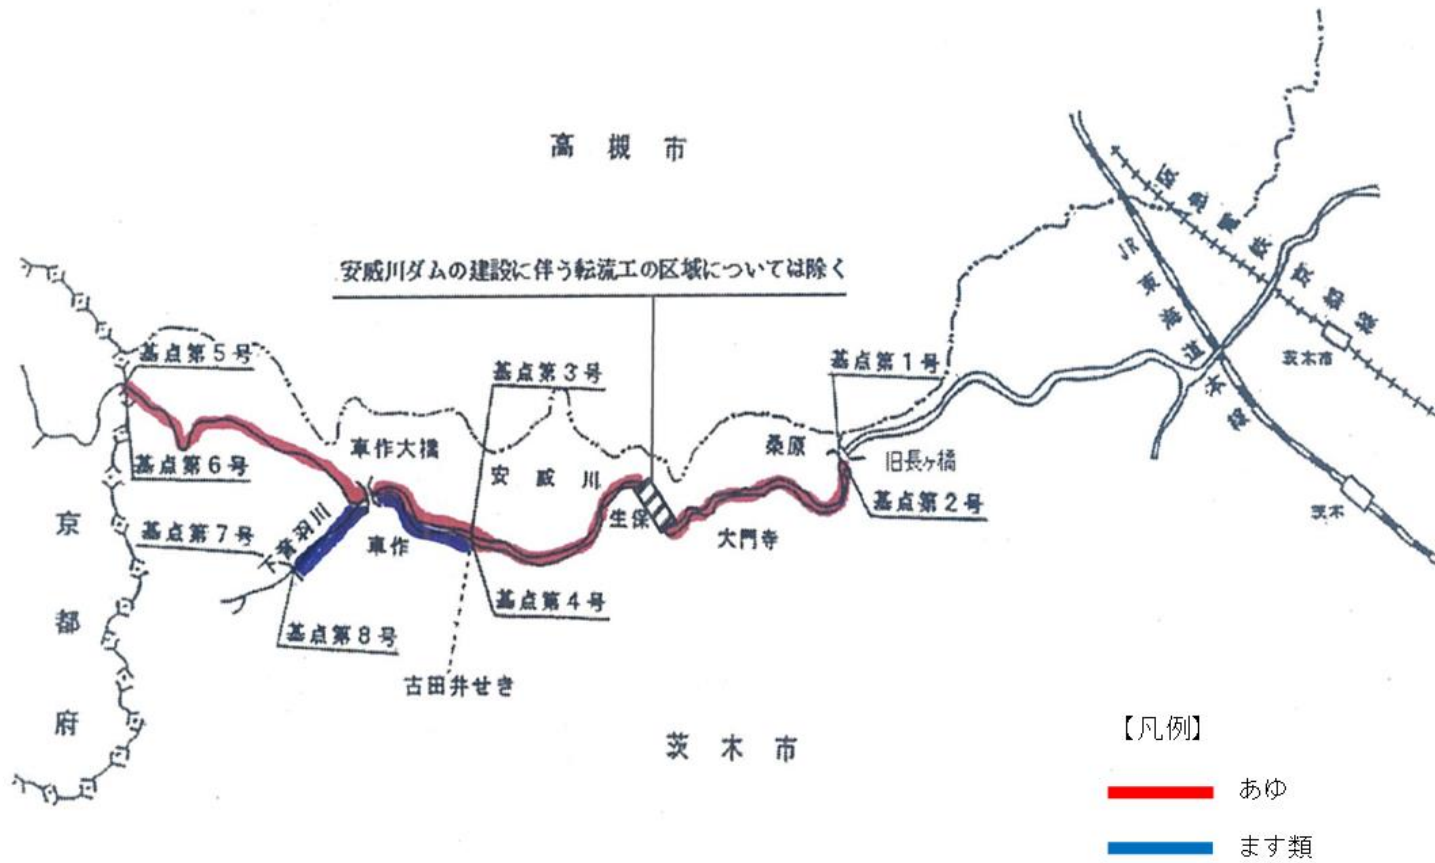 高槻市
阪急電鉄京都線
JR東海道本線
安威川ダムの建設に伴う転流工の区域については除く
基点第5号
基点第3号
基点第1号
茨木市
車作大橋
安威川
桑原
旧長ヶ橋
基点第6号
基点第2号
生保
大門寺
茨木
京都府
基点第7号
下音羽川
車作
基点第4号
基点第8号
古田井せき
茨木市
【凡例】
あゆ
ます類